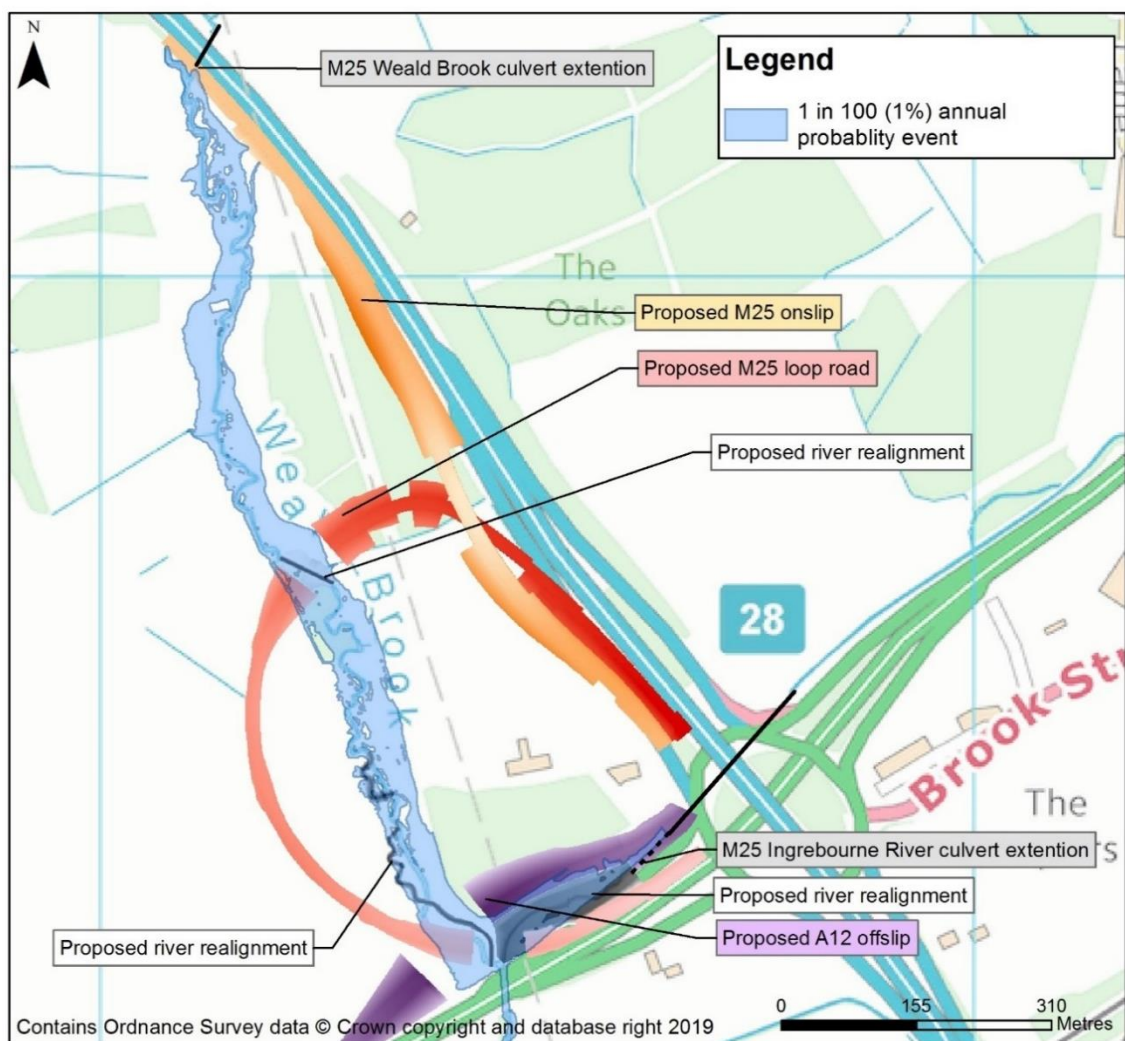 N
M25 Weald Brook culvert extention
Legend
1 in 100 (1%) annual
probablity event
The
Oaks
Proposed M25 onslip
Proposed M25 loop road
Proposed river realignment
Wea
Brook
28
Brook Str
The
M25 Ingrebourne River culvert extention
Proposed river realignment
Proposed A12 offslip
Proposed river realignment
0 155 310
Metres
Contains Ordnance Survey data © Crown copyright and database right 2019